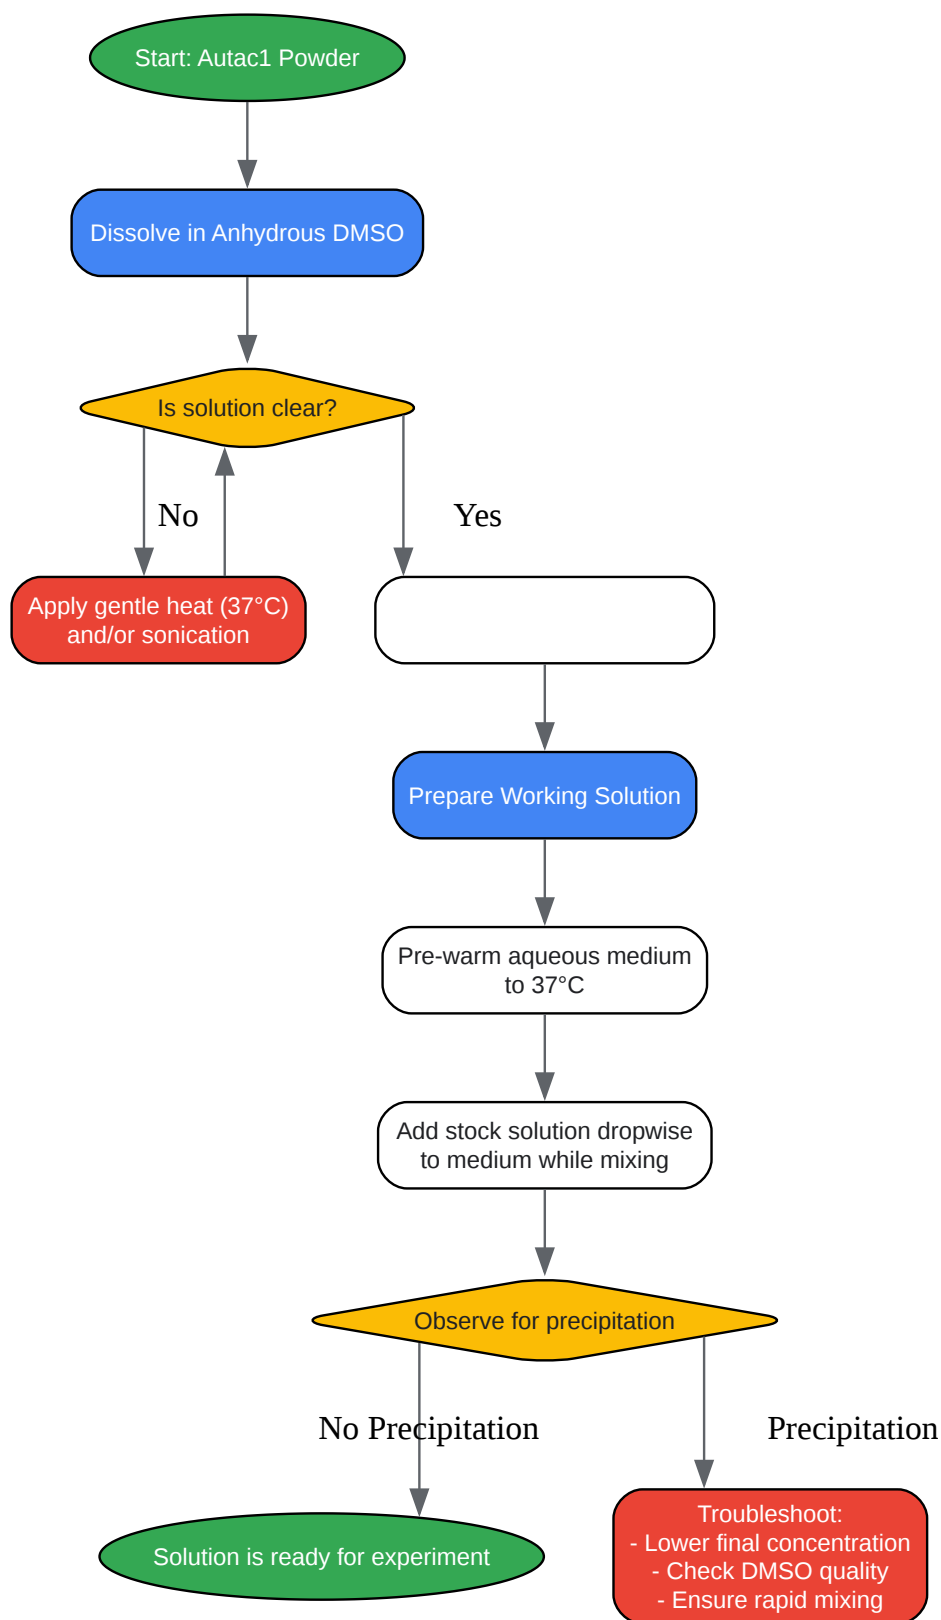 Start: Autac1 Powder
Dissolve in Anhydrous DMSO
Is solution clear?
No
Yes
Apply gentle heat (37°C)
and/or sonication
Prepare Working Solution
Pre-warm aqueous medium
to 37°C
Add stock solution dropwise
to medium while mixing
Observe for precipitation
No Precipitation
Precipitation
Solution is ready for experiment
Troubleshoot:
- Lower final concentration
- Check DMSO quality
- Ensure rapid mixing